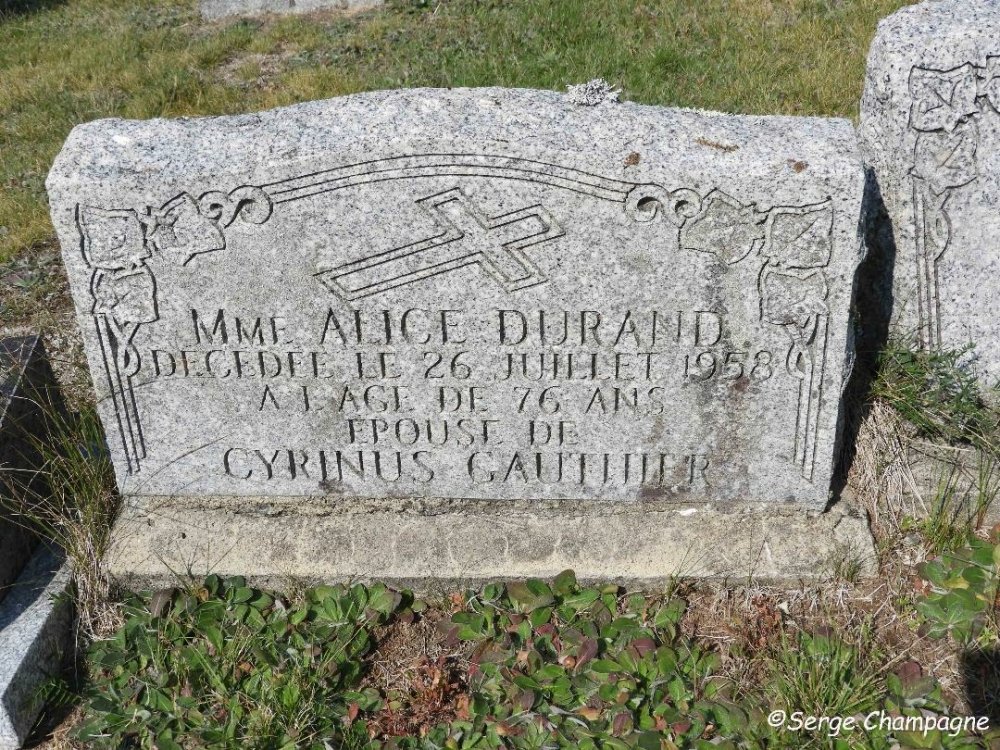 MME ALICE DURAND
DECEDEE LE 26 JUILLET 1958
A L'AGE DE 76 ANS
EPOUSE DE
CYRINUS GAUTHIER
©Serge Champagne